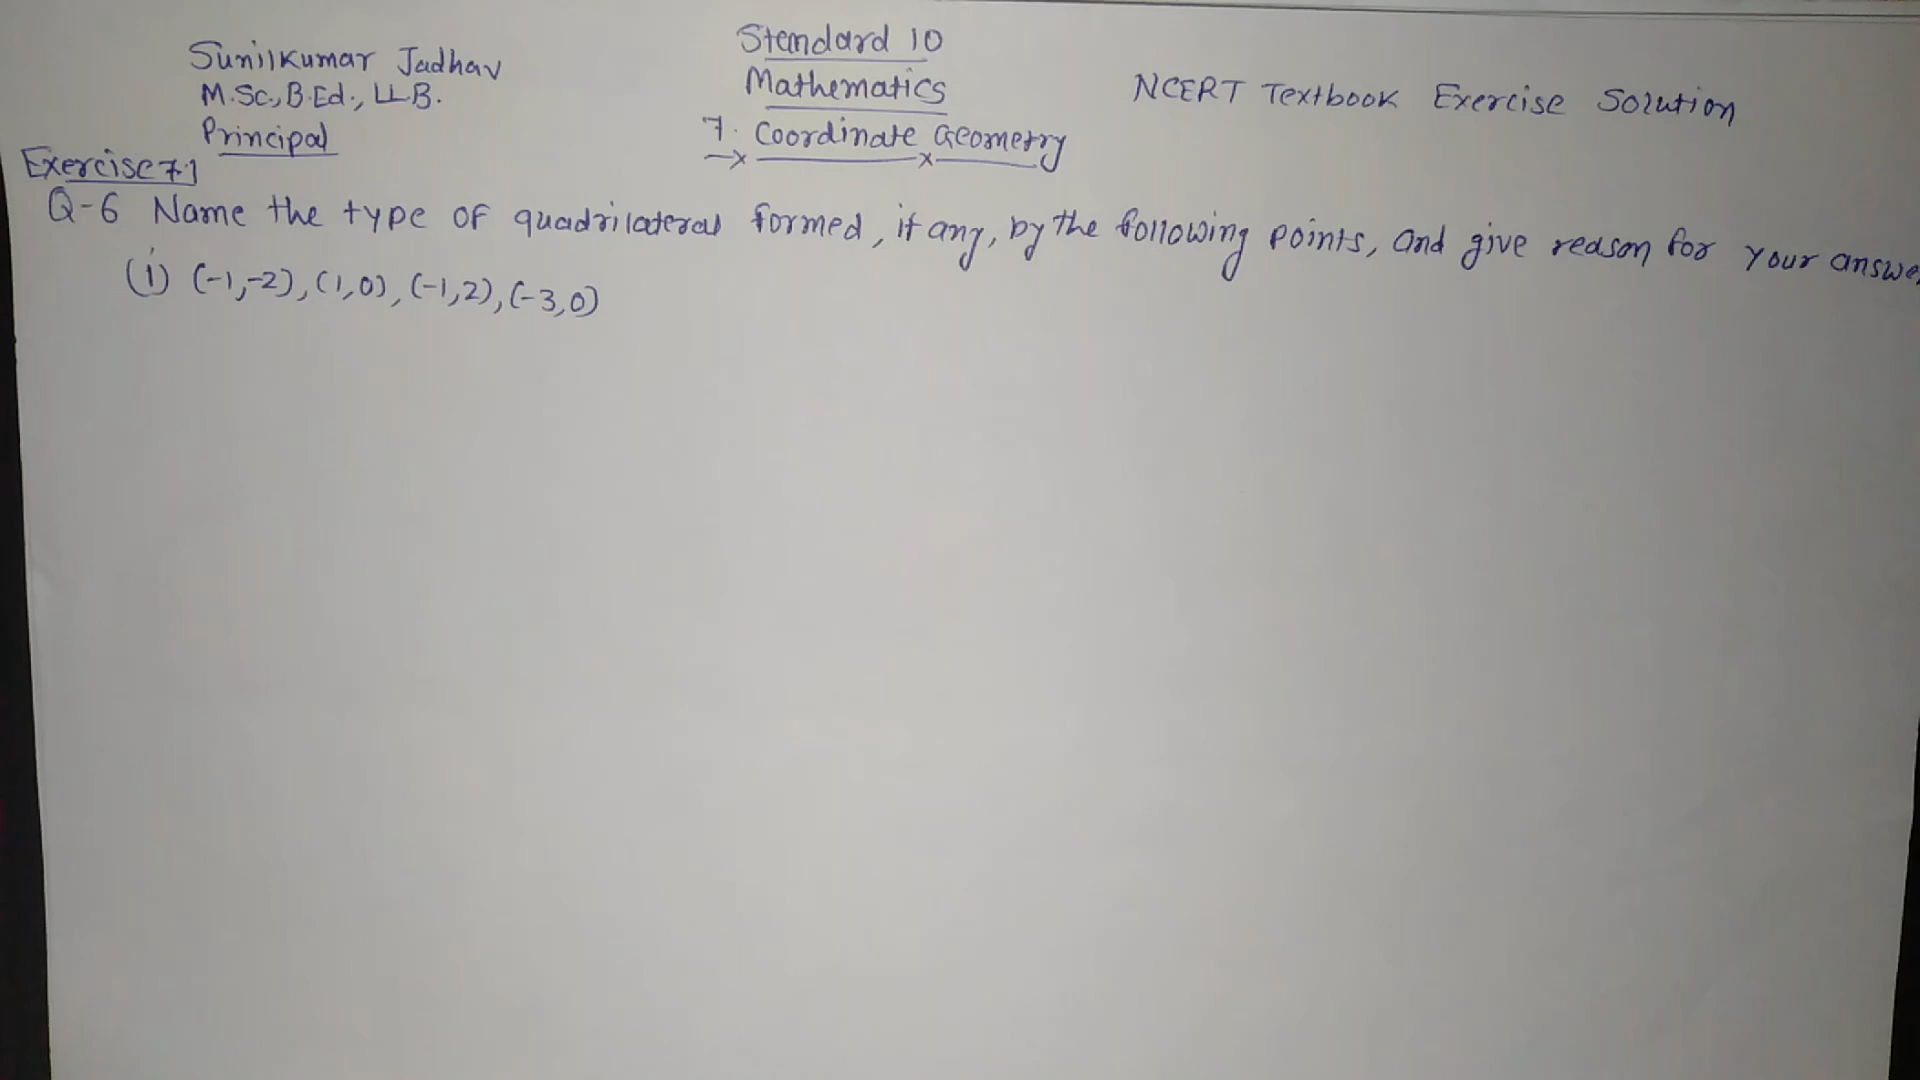 Sunilkumar Jadhav
M.Sc., B.Ed., LL.B.
Principal
Standard 10
Mathematics
7. Coordinate Geometry
NCERT Textbook Exercise Solution
Exercise 7.1
Q-6 Name the type of quadrilateral formed, if any, by the following points, and give reason for your answe
(i) (-1,-2), (1,0), (-1,2), (-3,0)